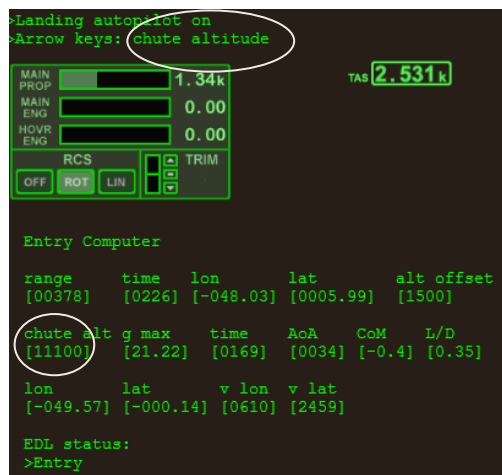 >Landing autopilot on
>Arrow keys: chute altitude
MAIN PROP 1.34k
TAS 2.531k
MAIN ENG 0.00
HOVR ENG 0.00
RCS TRIM
OFF ROT LIN
Entry Computer
range time lon lat alt offset
[00378] [0226] [-048.03] [0005.99] [1500]
chute alt g max time AoA CoM L/D
[11100] [21.22] [0169] [0034] [-0.4] [0.35]
lon lat v lon v lat
[-049.57] [-000.14] [0610] [2459]
EDL status:
>Entry